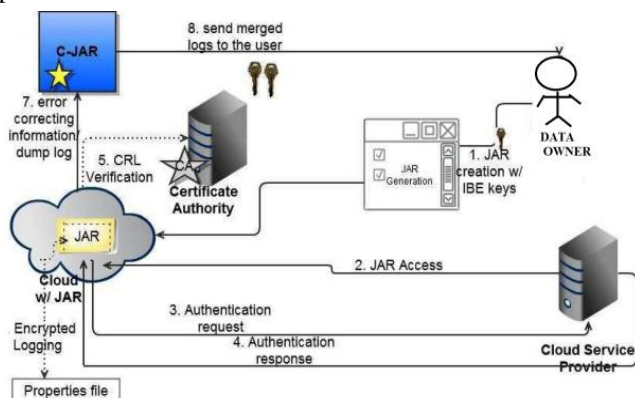 8. send merged
logs to the user
C-JAR
7. error
correcting
information/
dump log
5. CRL
Verification
CA
Certificate
Authority
JAR
Generation
1. JAR
creation w/
IBE keys
DATA
OWNER
JAR
Cloud
w/ JAR
2. JAR Access
3. Authentication
request
4. Authentication
response
Cloud Service
Provider
Encrypted
Logging
Properties file